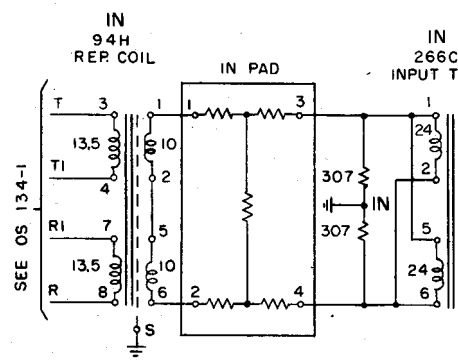 IN
94H
REP. COIL
IN PAD
IN
266C
INPUT T
SEE OS 134-1
T 3 1 1 3 1
13,5 10 24
T1 4 2 307 2
IN
R1 7 5 307 5
13,5 10 24
R 8 6 2 4 6
S